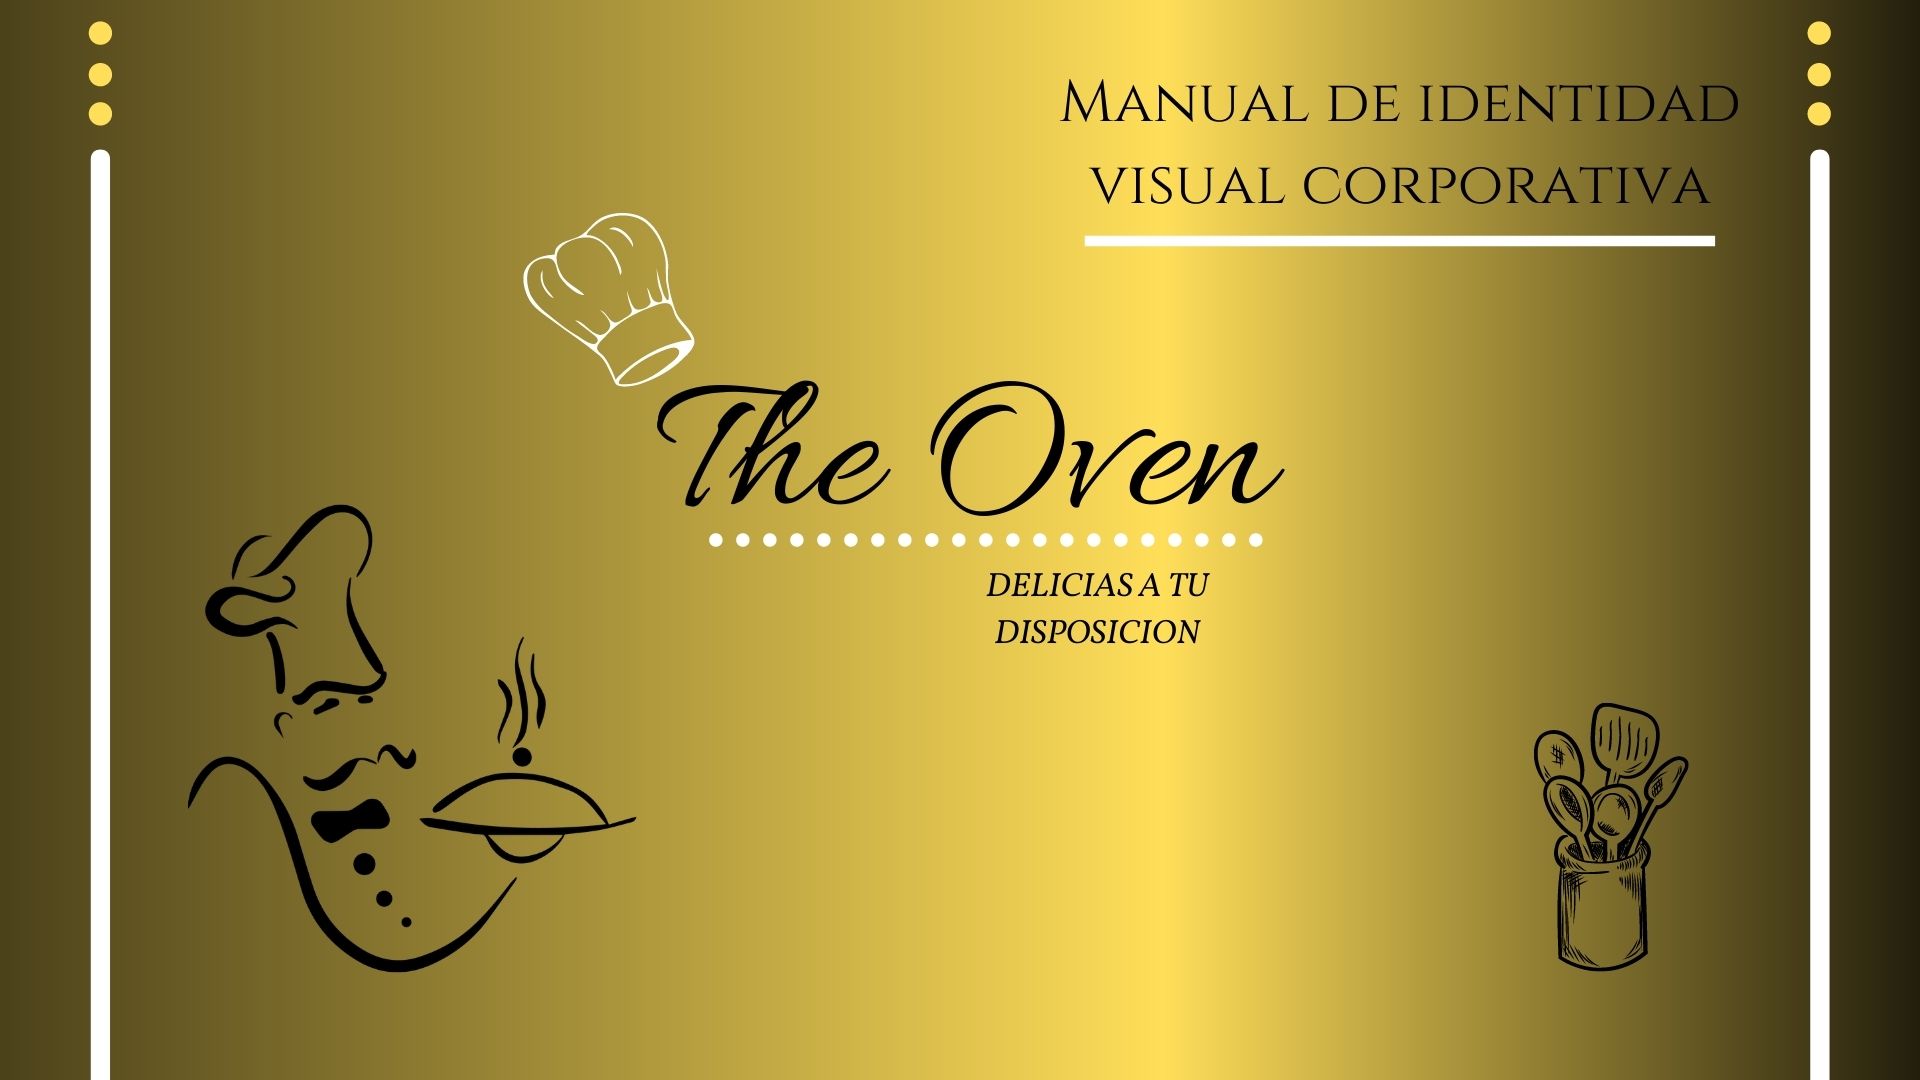 Manual de identidad
visual corporativa
The Oven
DELICIAS A TU
DISPOSICION